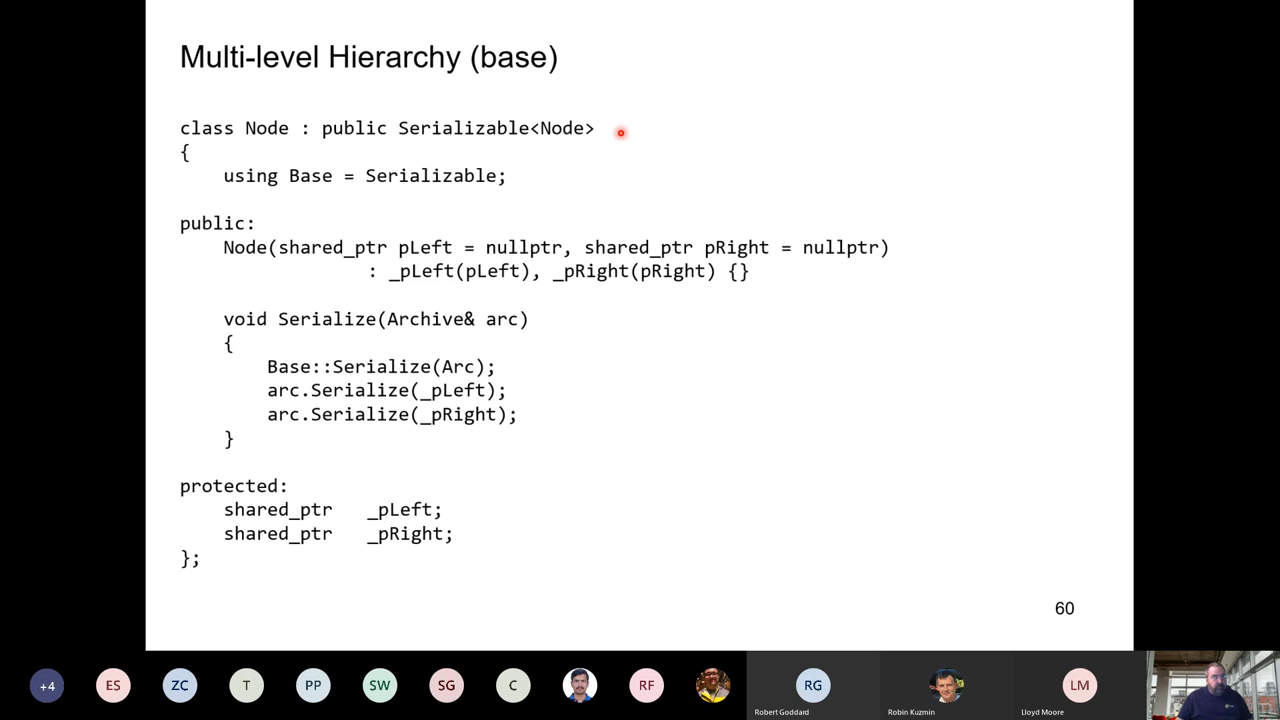 Multi-level Hierarchy (base)
class Node : public Serializable<Node>
{
using Base = Serializable;
public:
Node(shared_ptr pLeft = nullptr, shared_ptr pRight = nullptr)
: _pLeft(pLeft), _pRight(pRight) {}
void Serialize(Archive& arc)
{
Base::Serialize(Arc);
arc.Serialize(_pLeft);
arc.Serialize(_pRight);
}
protected:
shared_ptr _pLeft;
shared_ptr _pRight;
};
60
+4 ES ZC T PP SW SG C RF RG LM
Robert Goddard Robin Kuzmin Lloyd Moore